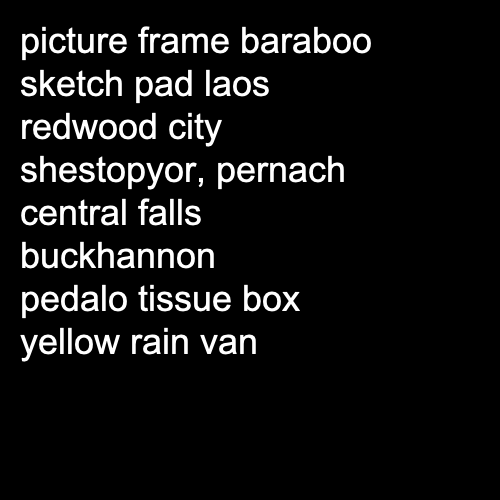 picture frame baraboo
sketch pad laos
redwood city
shestopyor, pernach
central falls
buckhannon
pedalo tissue box
yellow rain van